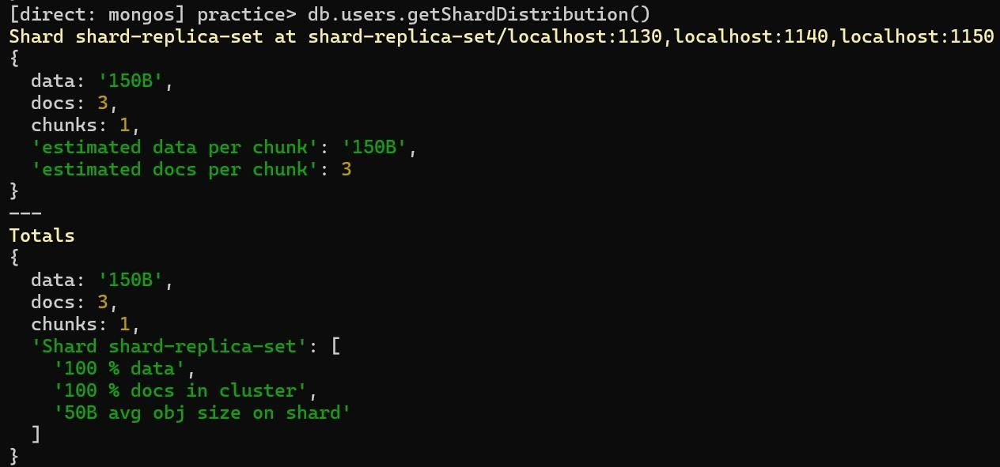 [direct: mongos] practice> db.users.getShardDistribution()
Shard shard-replica-set at shard-replica-set/localhost:1130,localhost:1140,localhost:1150
{
  data: '150B',
  docs: 3,
  chunks: 1,
  'estimated data per chunk': '150B',
  'estimated docs per chunk': 3
}
---
Totals
{
  data: '150B',
  docs: 3,
  chunks: 1,
  'Shard shard-replica-set': [
    '100 % data',
    '100 % docs in cluster',
    '50B avg obj size on shard'
  ]
}